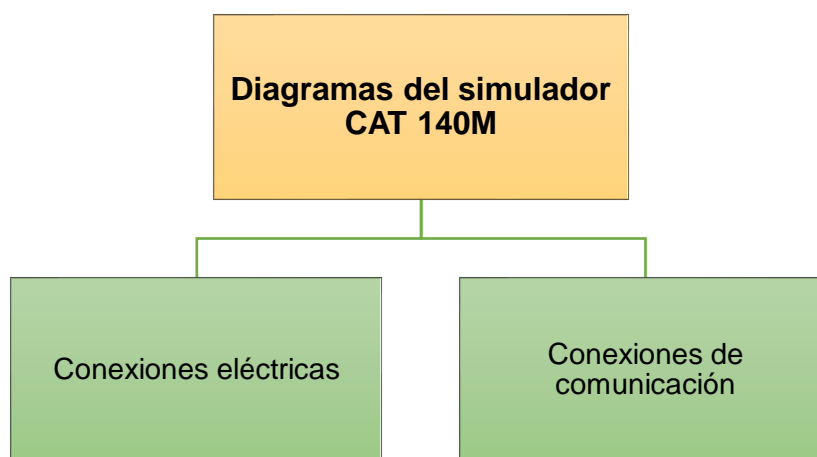 Diagramas del simulador
CAT 140M
Conexiones eléctricas
Conexiones de
comunicación